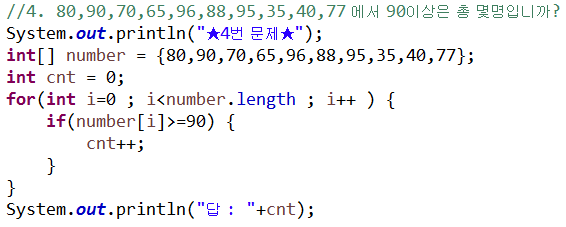 //4. 80,90,70,65,96,88,95,35,40,77 에서 90이상은 총 몇명입니까?
System.out.println("★4번 문제★");
int[] number = {80,90,70,65,96,88,95,35,40,77};
int cnt = 0;
for(int i=0 ; i<number.length ; i++ ) {
    if(number[i]>=90) {
        cnt++;
    }
}
System.out.println("답 : "+cnt);